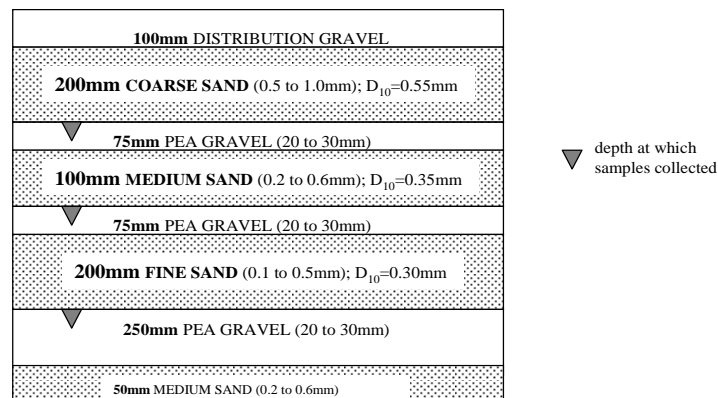 100mm DISTRIBUTION GRAVEL
200mm COARSE SAND (0.5 to 1.0mm); D10=0.55mm
75mm PEA GRAVEL (20 to 30mm)
depth at which
samples collected
100mm MEDIUM SAND (0.2 to 0.6mm); D10=0.35mm
75mm PEA GRAVEL (20 to 30mm)
200mm FINE SAND (0.1 to 0.5mm); D10=0.30mm
250mm PEA GRAVEL (20 to 30mm)
50mm MEDIUM SAND (0.2 to 0.6mm)